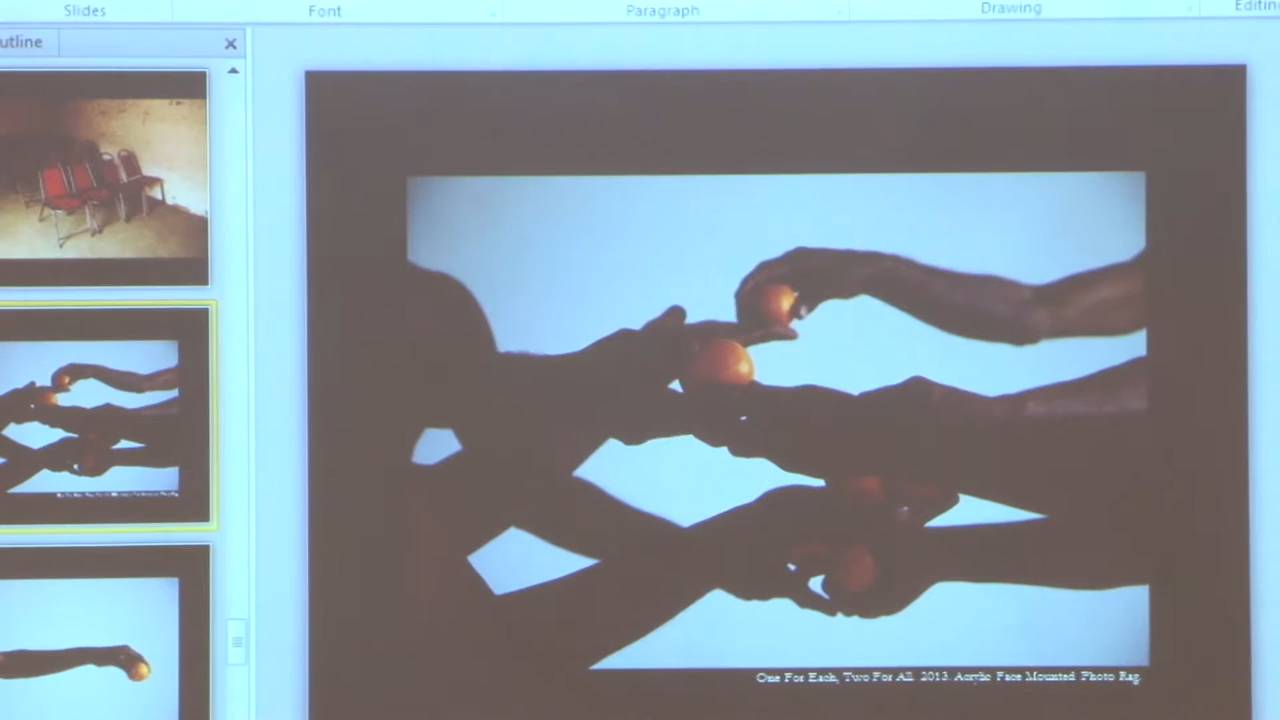 Slides Font Paragraph Drawing
utline
One For Each, Two For All. 2013. Acrylic Face Mounted Photo Rag.